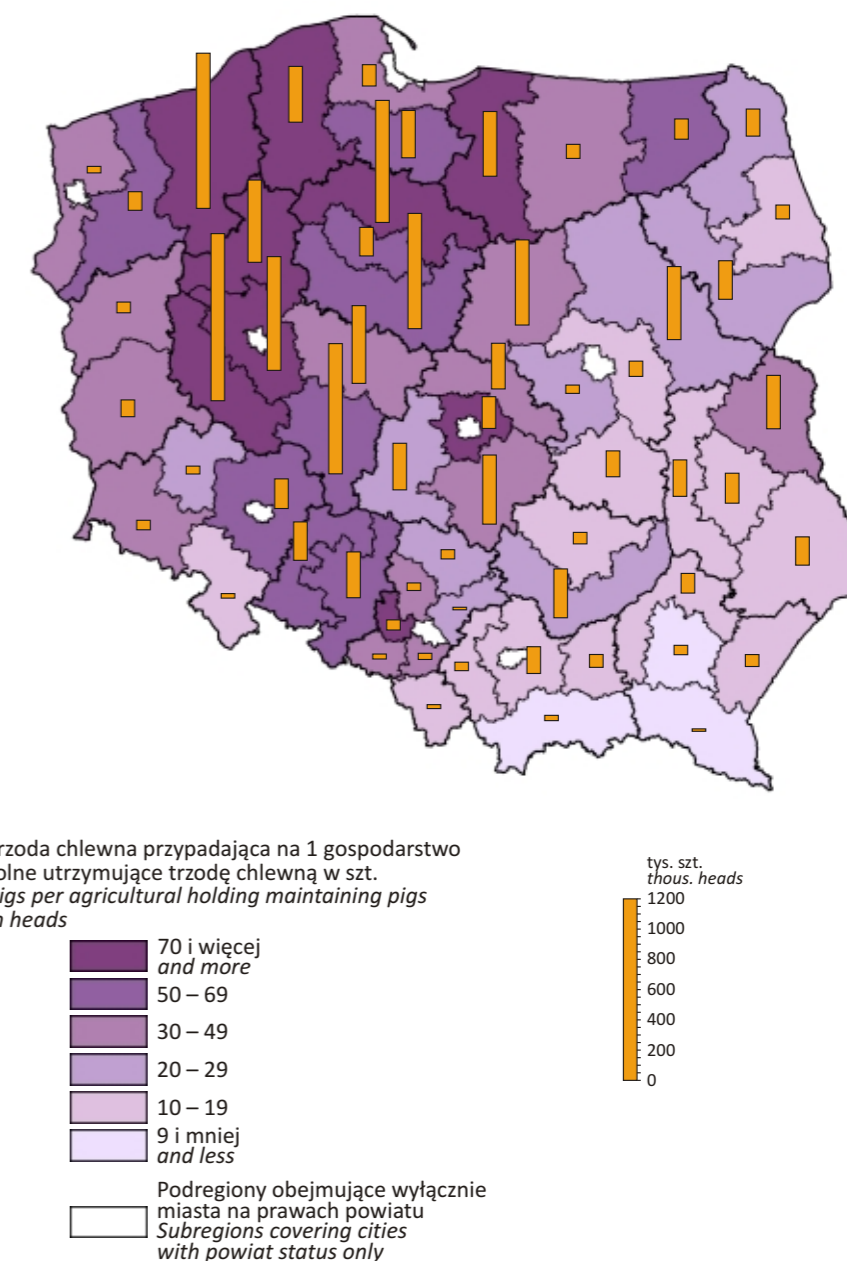 rzoda chlewna przypadająca na 1 gospodarstwo
olne utrzymujące trzodę chlewną w szt.
igs per agricultural holding maintaining pigs
n heads
70 i więcej
and more
50 – 69
30 – 49
20 – 29
10 – 19
9 i mniej
and less
Podregiony obejmujące wyłącznie
miasta na prawach powiatu
Subregions covering cities
with powiat status only
tys. szt.
thous. heads
1200
1000
800
600
400
200
0